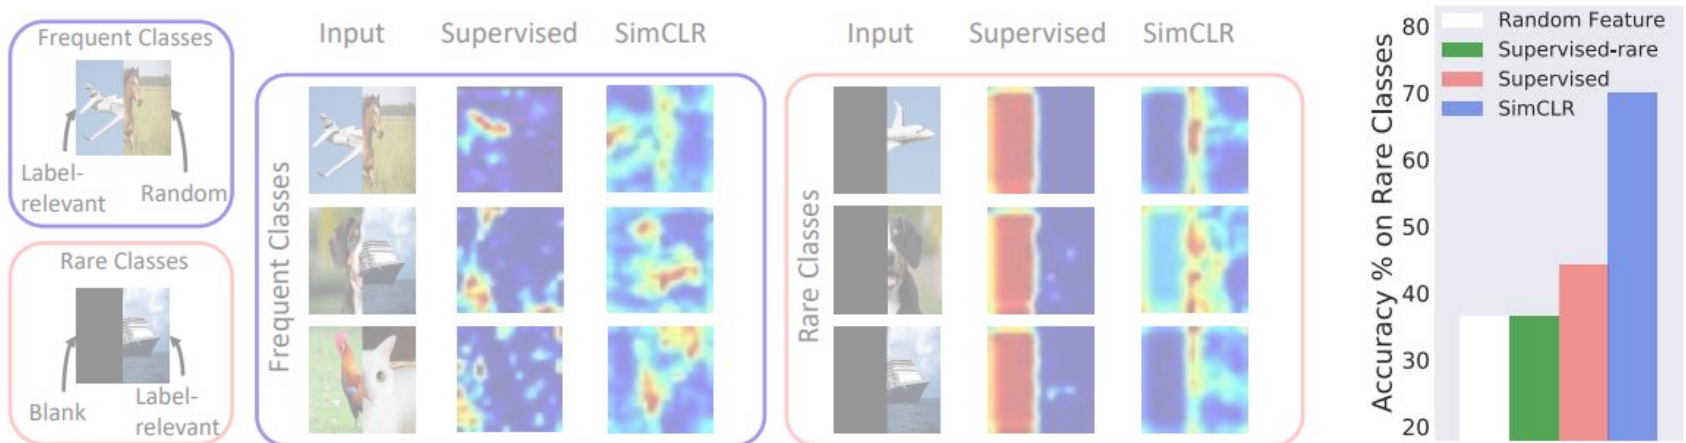 Frequent Classes
Label-
relevant
Random
Rare Classes
Blank
Label-
relevant
Input
Supervised
SimCLR
Frequent Classes
Input
Supervised
SimCLR
Rare Classes
Accuracy % on Rare Classes
80
70
60
50
40
30
20
Random Feature
Supervised-rare
Supervised
SimCLR